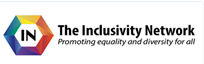 IN
The Inclusivity Network
Promoting equality and diversity for all